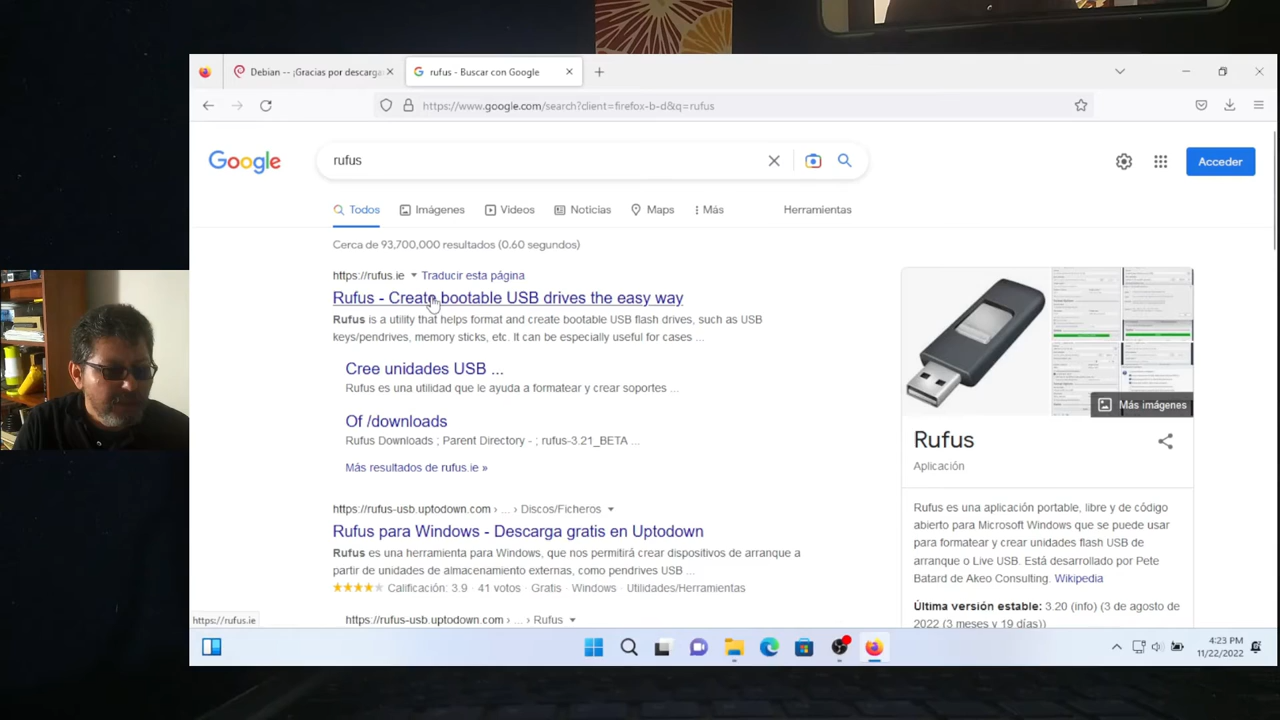 Debian -- ¡Gracias por descarga
rufus - Buscar con Google
https://www.google.com/search?client=firefox-b-d&q=rufus
Google
rufus
Acceder
Todos
Imágenes
Videos
Noticias
Maps
Más
Herramientas
Cerca de 93,700,000 resultados (0.60 segundos)
https://rufus.ie
Traducir esta página
Rufus - Create bootable USB drives the easy way
Rufus is a utility that helps format and create bootable USB flash drives, such as USB
keys/pendrives, memory sticks, etc. It can be especially useful for cases ...
Cree unidades USB ...
Rufus es una utilidad que le ayuda a formatear y crear soportes ...
Of /downloads
Rufus Downloads ; Parent Directory - ; rufus-3.21_BETA ...
Más resultados de rufus.ie »
https://rufus-usb.uptodown.com › ... › Discos/Ficheros
Rufus para Windows - Descarga gratis en Uptodown
Rufus es una herramienta para Windows, que nos permitirá crear dispositivos de arranque a
partir de unidades de almacenamiento externas, como pendrives USB ...
Calificación: 3.9 · 41 votos · Gratis · Windows · Utilidades/Herramientas
https://rufus-usb.uptodown.com › ... › Rufus
Más imágenes
Rufus
Aplicación
Rufus es una aplicación portable, libre y de código
abierto para Microsoft Windows que se puede usar
para formatear y crear unidades flash USB de
arranque o Live USB. Está desarrollado por Pete
Batard de Akeo Consulting. Wikipedia
Última versión estable: 3.20 (info) (3 de agosto de
2022 (3 meses y 19 días))
https://rufus.ie
4:23 PM
11/22/2022